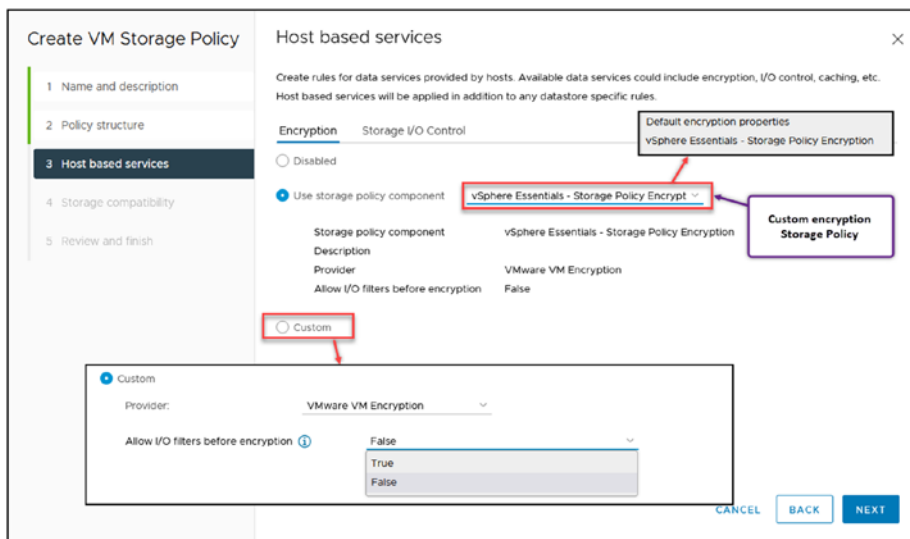 Create VM Storage Policy
1 Name and description
2 Policy structure
3 Host based services
4 Storage compatibility
5 Review and finish
Host based services
Create rules for data services provided by hosts. Available data services could include encryption, I/O control, caching, etc.
Host based services will be applied in addition to any datastore specific rules.
Encryption Storage I/O Control
Default encryption properties
vSphere Essentials - Storage Policy Encryption
Disabled
Use storage policy component vSphere Essentials - Storage Policy Encrypt
Custom encryption
Storage Policy
Storage policy component vSphere Essentials - Storage Policy Encryption
Description
Provider VMware VM Encryption
Allow I/O filters before encryption False
Custom
Custom
Provider: VMware VM Encryption
Allow I/O filters before encryption False
True
False
CANCEL BACK NEXT